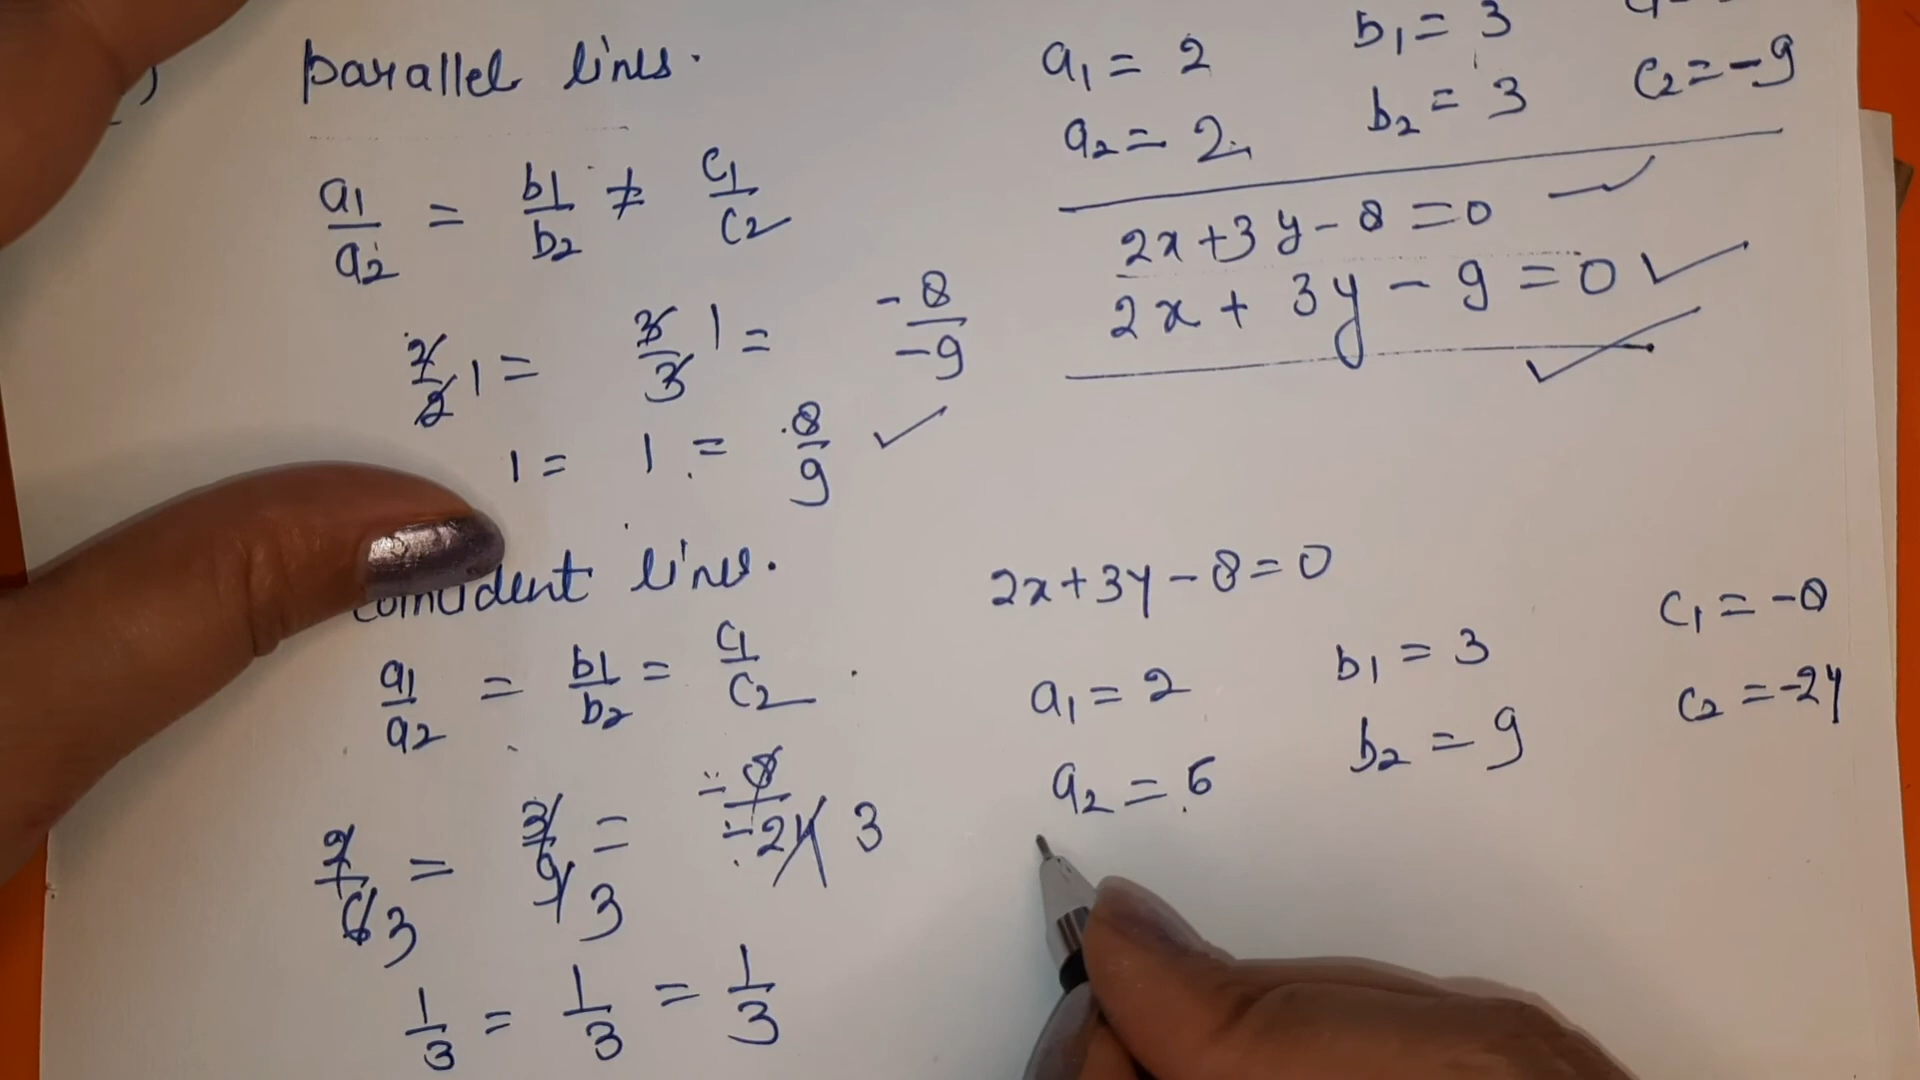 parallel lines.
a₁/a₂ = b₁/b₂ ≠ c₁/c₂
2/2 1 = 3/3 1 = -8/-9
1 = 1 = 8/9 ✓
a₁ = 2 b₁ = 3
a₂ = 2 b₂ = 3 c₂ = -9
2x + 3y - 8 = 0 ✓
2x + 3y - 9 = 0 ✓
✓
lines.
a₁/a₂ = b₁/b₂ = c₁/c₂
2/6 3 = 3/9 3 = -8/-24 3
1/3 = 1/3 = 1/3
2x + 3y - 8 = 0
a₁ = 2 b₁ = 3 c₁ = -8
a₂ = 6 b₂ = 9 c₂ = -24